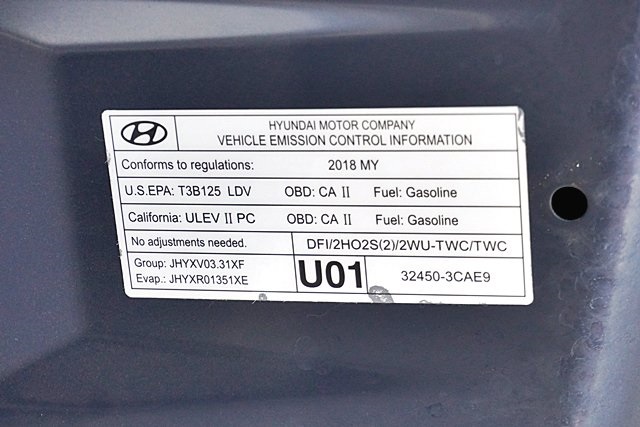 HYUNDAI MOTOR COMPANY
VEHICLE EMISSION CONTROL INFORMATION
Conforms to regulations: 2018 MY
U.S.EPA: T3B125 LDV OBD: CA II Fuel: Gasoline
California: ULEV II PC OBD: CA II Fuel: Gasoline
No adjustments needed. DFI/2HO2S(2)/2WU-TWC/TWC
Group: JHYXV03.31XF
Evap.: JHYXR01351XE
U01
32450-3CAE9